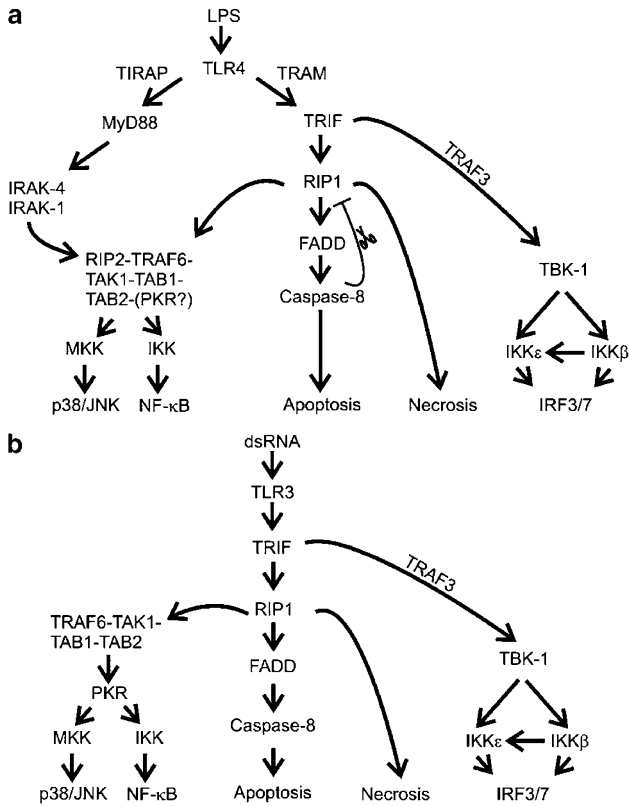 a
LPS
TIRAP TLR4 TRAM
MyD88
TRIF
TRAF3
IRAK-4
IRAK-1
RIP1
RIP2-TRAF6-
TAK1-TAB1-
TAB2-(PKR?)
FADD
Caspase-8
TBK-1
MKK IKK
IKKε IKKβ
p38/JNK NF-κB Apoptosis Necrosis IRF3/7
b
dsRNA
TLR3
TRIF
TRAF3
RIP1
TRAF6-TAK1-
TAB1-TAB2
FADD
TBK-1
PKR
Caspase-8
MKK IKK
IKKε IKKβ
p38/JNK NF-κB Apoptosis Necrosis IRF3/7